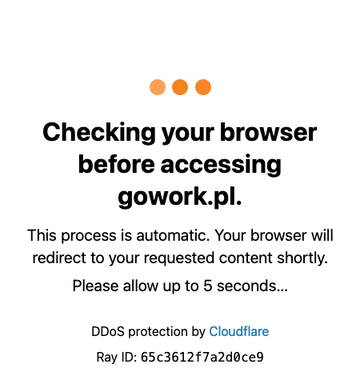 Checking your browser
before accessing
gowork.pl.
This process is automatic. Your browser will
redirect to your requested content shortly.
Please allow up to 5 seconds...
DDoS protection by Cloudflare
Ray ID: 65c3612f7a2d0ce9